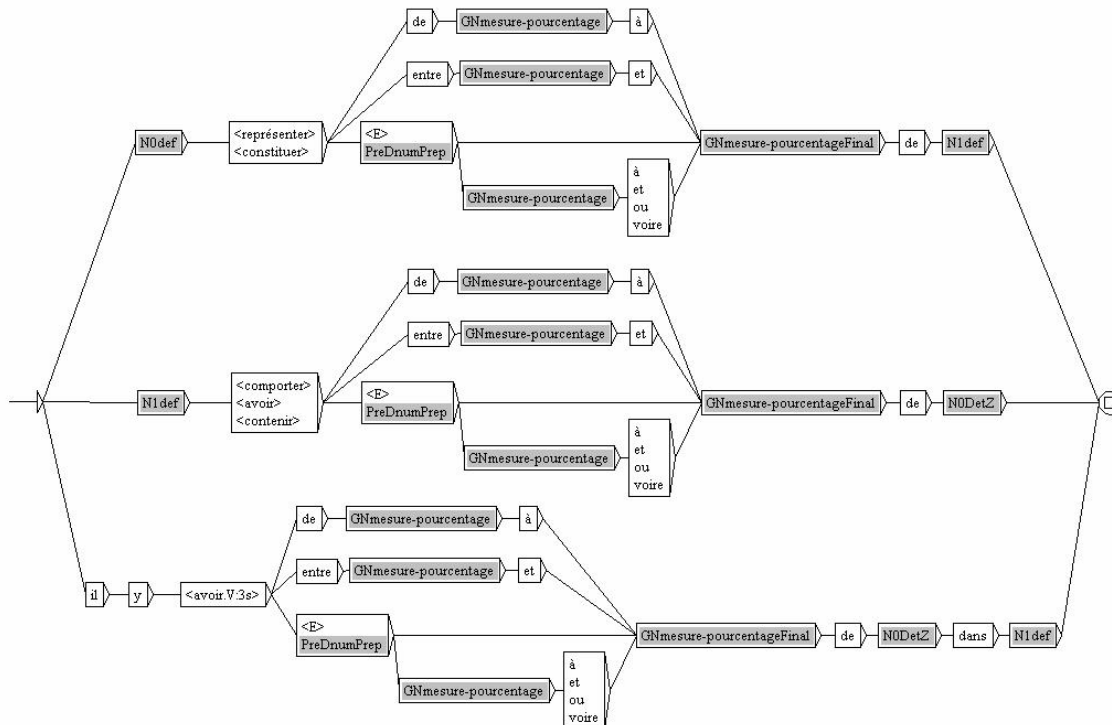 de GNmesure-pourcentage à
entre GNmesure-pourcentage et
N0def <représenter> <E> GNmesure-pourcentageFinal de N1def
<constituer> PreDnumPrep
GNmesure-pourcentage à
et
ou
voire
de GNmesure-pourcentage à
entre GNmesure-pourcentage et
N1def <comporter> <E> GNmesure-pourcentageFinal de N0DetZ
<avoir> PreDnumPrep
<contenir>
GNmesure-pourcentage à
et
ou
voire
de GNmesure-pourcentage à
entre GNmesure-pourcentage et
il y <avoir.V:3s>
<E> GNmesure-pourcentageFinal de N0DetZ dans N1def
PreDnumPrep
GNmesure-pourcentage à
et
ou
voire